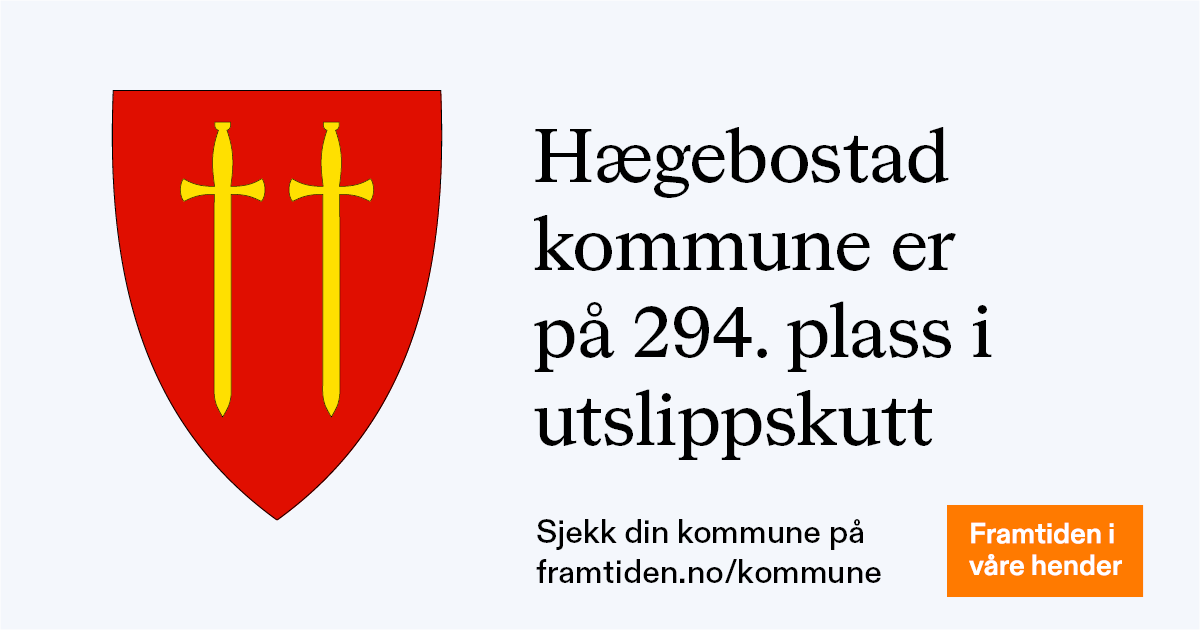 Hægebostad
kommune er
på 294. plass i
utslippskutt
Sjekk din kommune på
framtiden.no/kommune
Framtiden i
våre hender